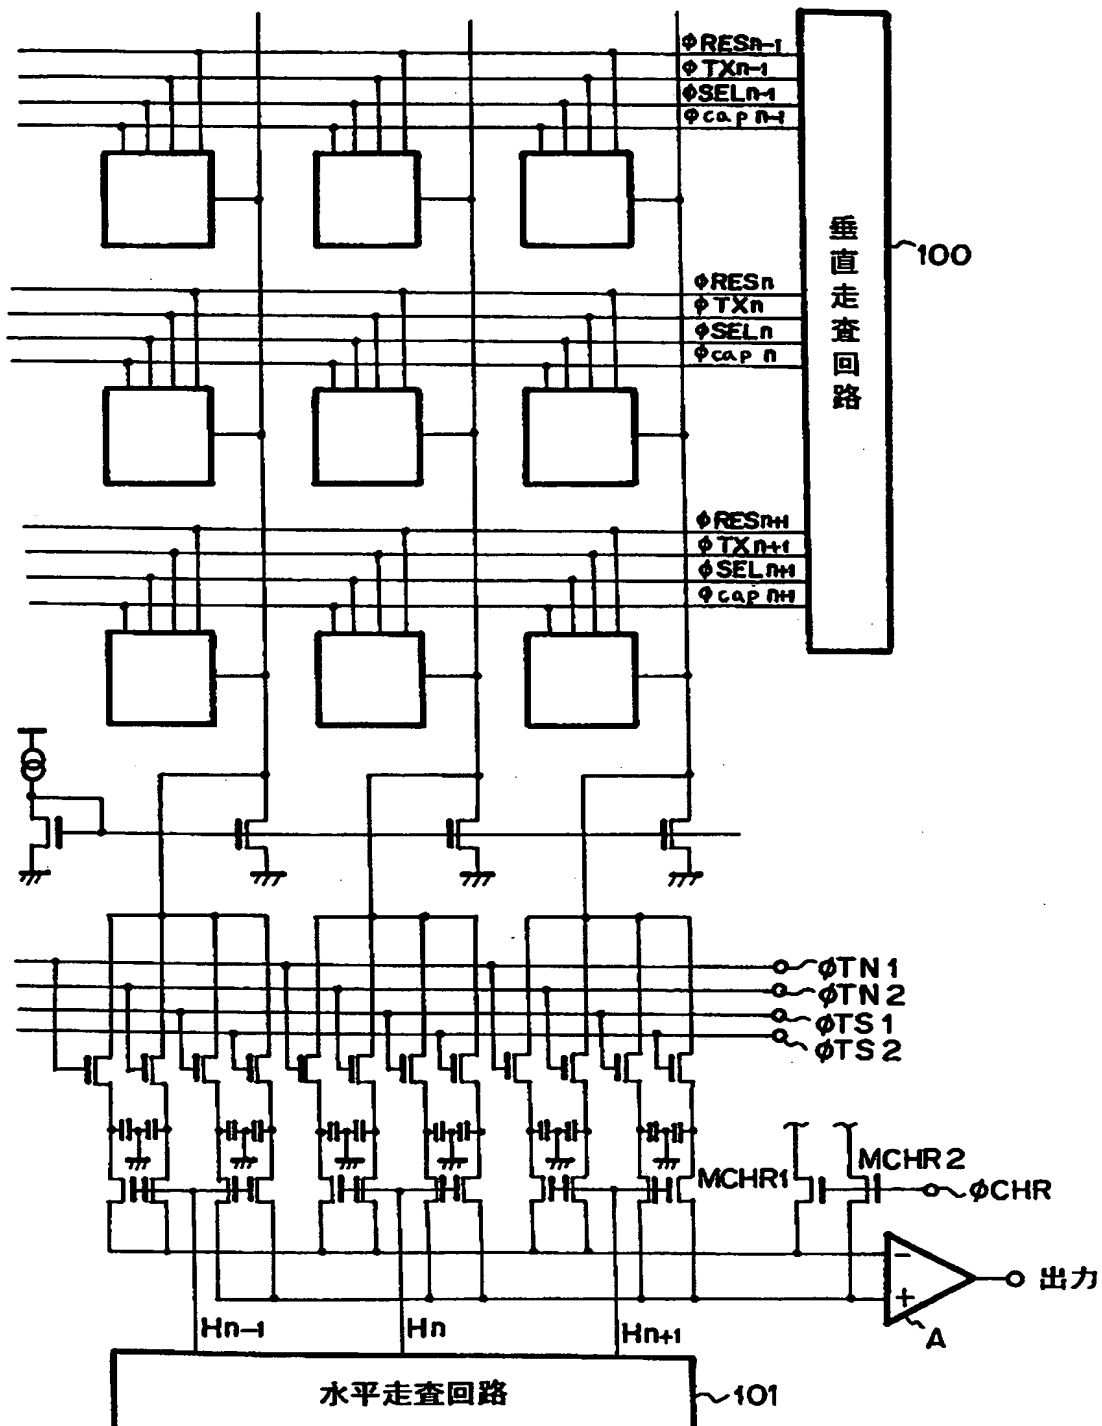 φRESn-1
φTXn-1
φSELn-1
φcap n-1
垂直走査回路
100
φRESn
φTXn
φSELn
φcap n
φRESn+1
φTXn+1
φSELn+1
φcap n+1
φTN1
φTN2
φTS1
φTS2
MCHR1
MCHR2
φCHR
−
+
A
出力
Hn-1
Hn
Hn+1
水平走査回路
101